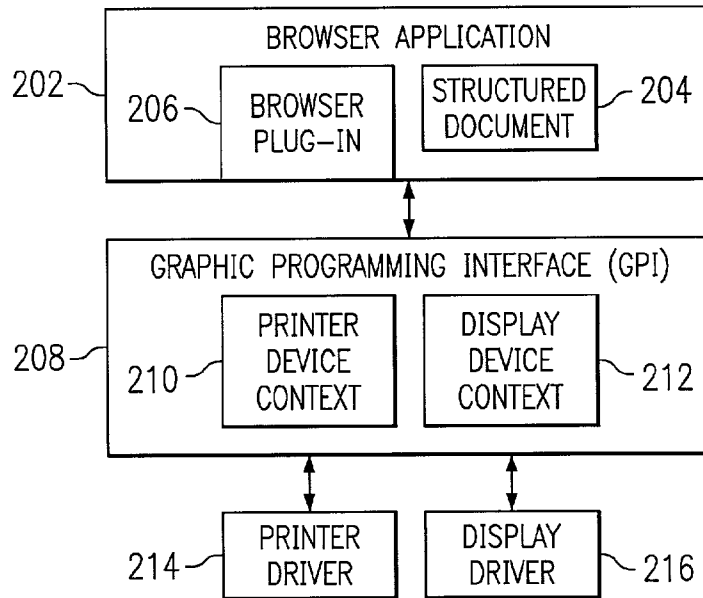 BROWSER APPLICATION
202
206
BROWSER
PLUG-IN
STRUCTURED
DOCUMENT
204
GRAPHIC PROGRAMMING INTERFACE (GPI)
208
210
PRINTER
DEVICE
CONTEXT
DISPLAY
DEVICE
CONTEXT
212
214
PRINTER
DRIVER
DISPLAY
DRIVER
216